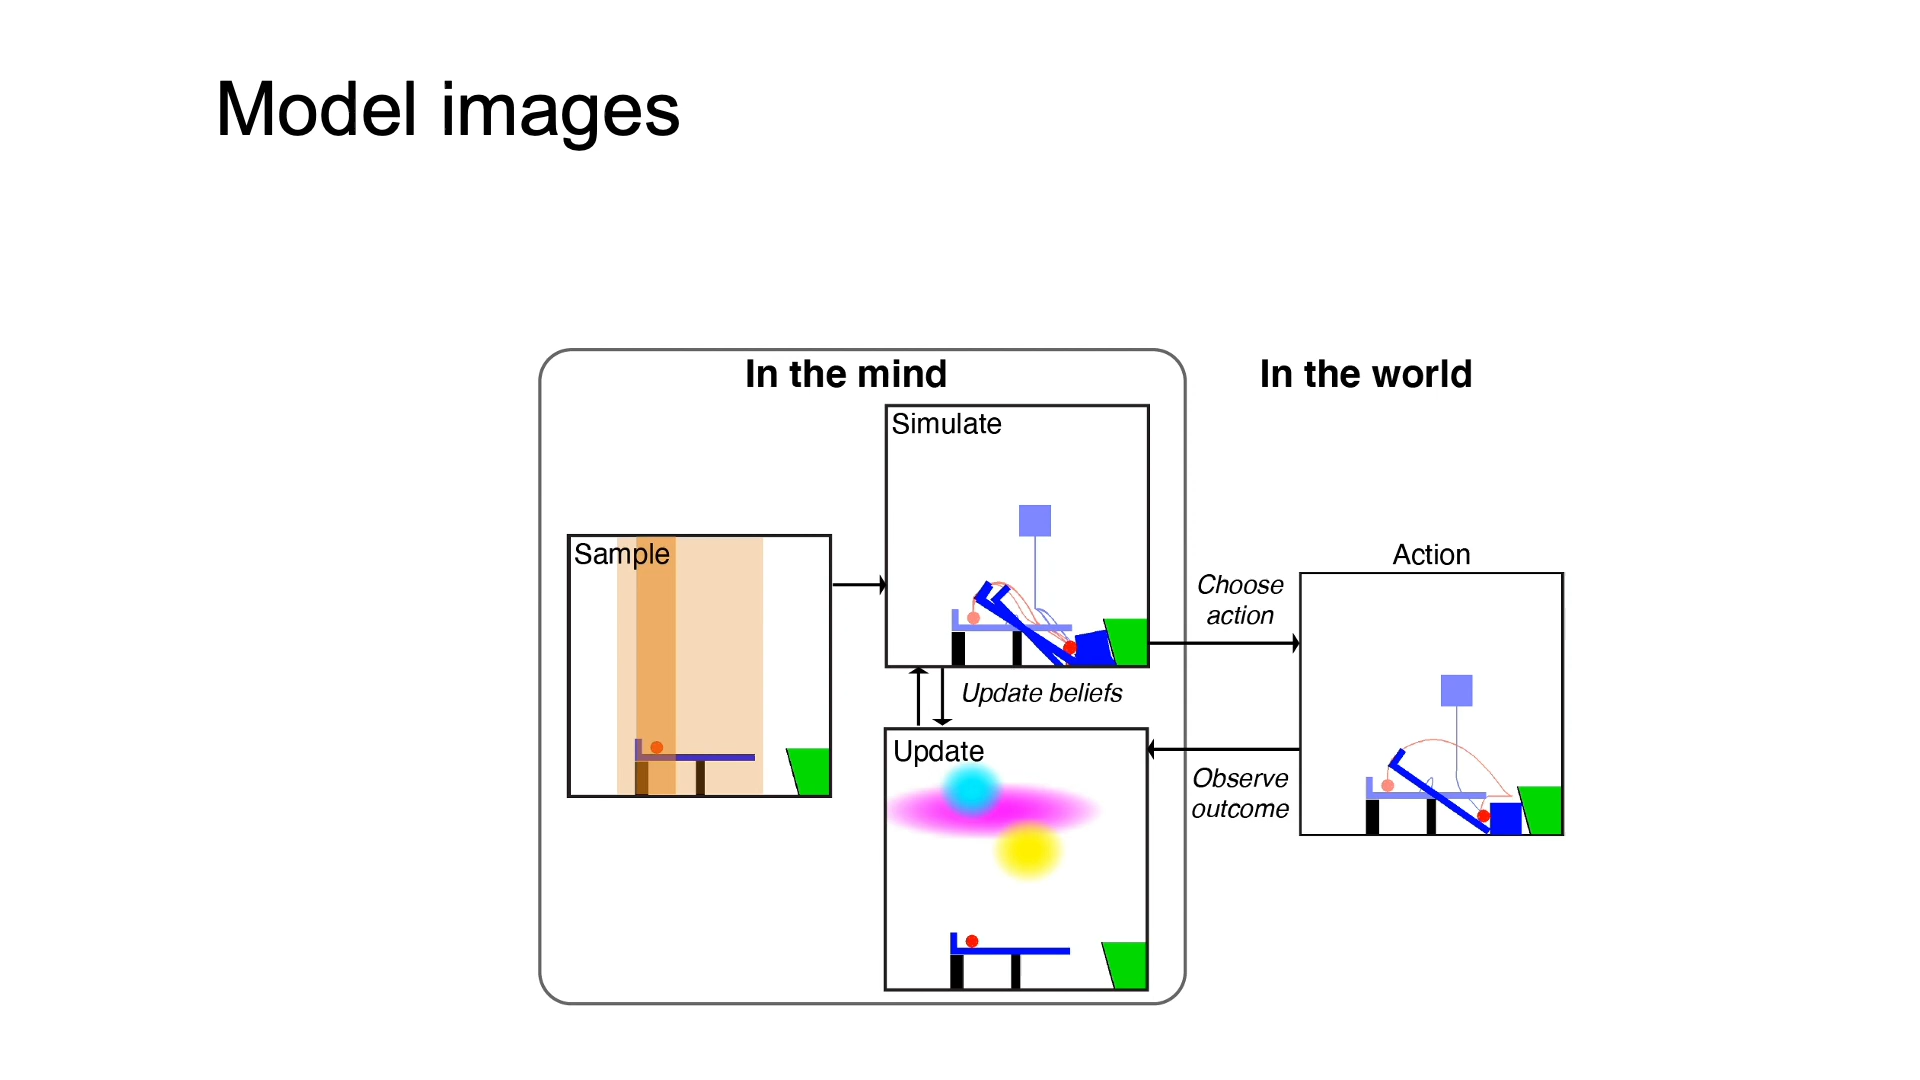 Model images
In the mind
In the world
Simulate
Sample
Choose
action
Action
Update beliefs
Update
Observe
outcome